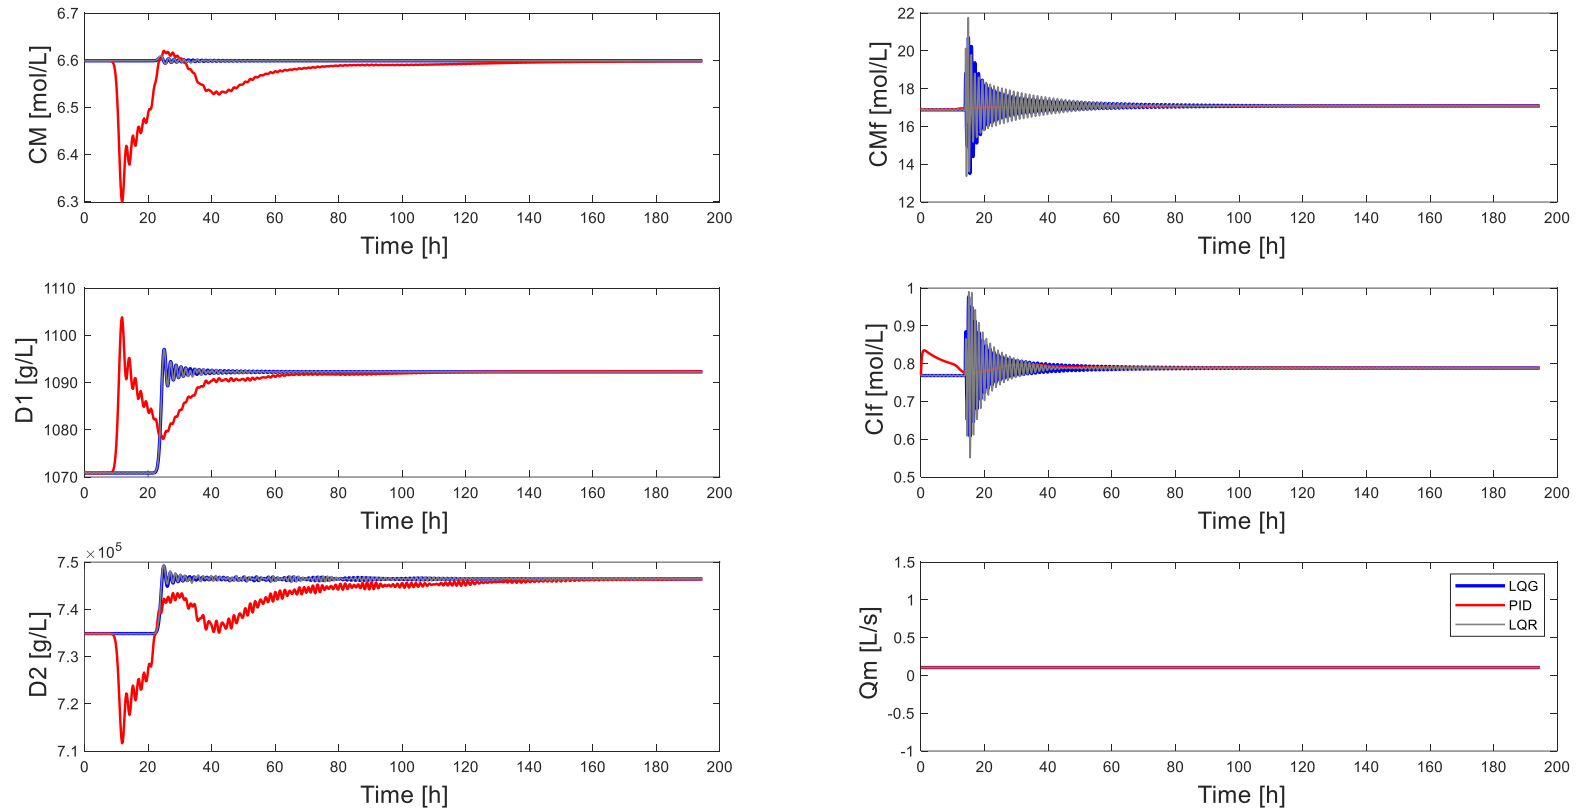 6.7
6.6
6.5
6.4
6.3
CM [mol/L]
0 20 40 60 80 100 120 140 160 180 200
Time [h]
22
20
18
16
14
12
CMf [mol/L]
0 20 40 60 80 100 120 140 160 180 200
Time [h]
1110
1100
1090
1080
1070
D1 [g/L]
0 20 40 60 80 100 120 140 160 180 200
Time [h]
1
0.9
0.8
0.7
0.6
0.5
CIf [mol/L]
0 20 40 60 80 100 120 140 160 180 200
Time [h]
×10^5
7.5
7.4
7.3
7.2
7.1
D2 [g/L]
0 20 40 60 80 100 120 140 160 180 200
Time [h]
1.5
1
0.5
0
-0.5
-1
Qm [L/s]
0 20 40 60 80 100 120 140 160 180 200
Time [h]
LQG
PID
LQR